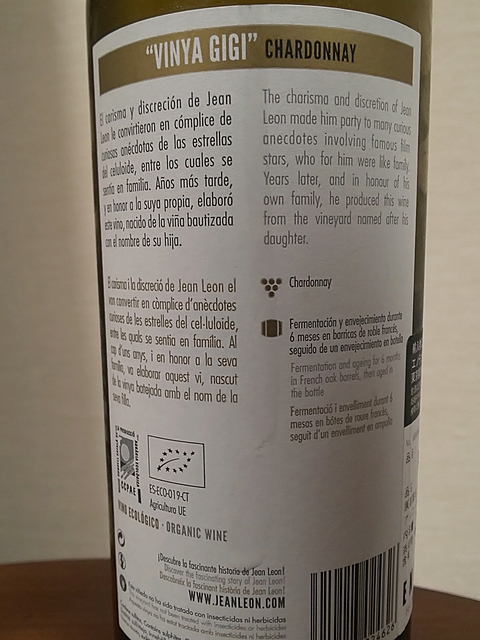 "VINYA GIGI" CHARDONNAY
El carisma y discreción de Jean
Leon le convirtieron en cómplice de
curiosas anécdotas de las estrellas
del celuloide, entre los cuales se
sentía en familia. Años más tarde,
y en honor a la suya propia, elaboró
este vino, nacido de la viña bautizada
con el nombre de su hija.
The charisma and discretion of Jean
Leon made him party to many curious
anecdotes involving famous film
stars, who for him were like family.
Years later, and in honour of his
own family, he produced this wine
from the vineyard named after his
daughter.
El carisma i la discreció de Jean Leon el
van convertir en còmplice d'anècdotes
curioses de les estrelles del cel·luloide,
entre les quals se sentia en família. Al
cap d'uns anys, i en honor a la seva
família, va elaborar aquest vi, nascut
de la vinya batejada amb el nom de la
seva filla.
Chardonnay
Fermentación y envejecimiento durante
6 meses en barricas de roble francés,
seguido de un envejecimiento en botella
Fermentation and ageing for 6 months
in French oak barrels, then aged in
the bottle
Fermentació i envelliment durant 6
mesos en bótes de roure francès,
seguit d'un envelliment en ampolla
CCPAE
ES-ECO-019-CT
Agricultura UE
VINO ECOLÓGICO · ORGANIC WINE
¡Descubre la fascinante historia de Jean Leon!
Discover the fascinating story of Jean Leon!
Descobreix la fascinant història de Jean Leon!
WWW.JEANLEON.COM
Este viñedo no ha sido tratado con insecticidas ni herbicidas